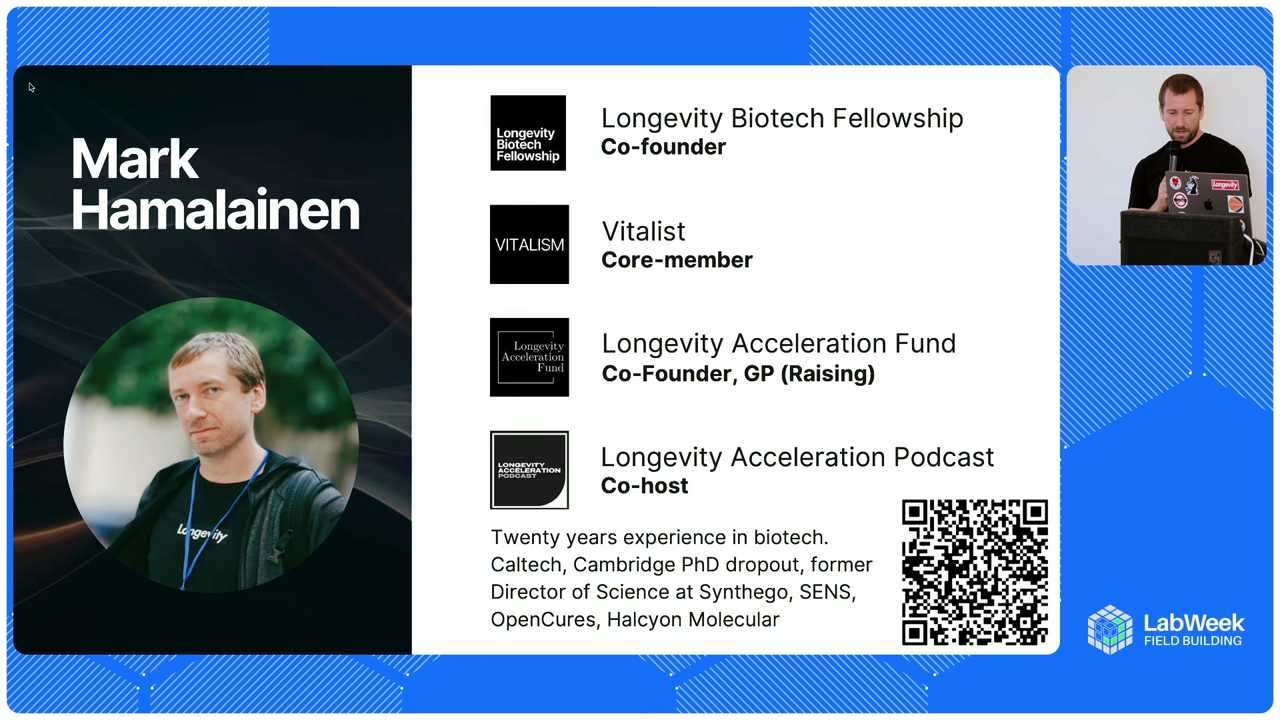 Mark
Hamalainen
Longevity
Longevity
Biotech
Fellowship
Longevity Biotech Fellowship
Co-founder
VITALISM
Vitalist
Core-member
Longevity
Acceleration
Fund
Longevity Acceleration Fund
Co-Founder, GP (Raising)
LONGEVITY
ACCELERATION
PODCAST
Longevity Acceleration Podcast
Co-host
Twenty years experience in biotech.
Caltech, Cambridge PhD dropout, former
Director of Science at Synthego, SENS,
OpenCures, Halcyon Molecular
Longevity
LabWeek
FIELD BUILDING